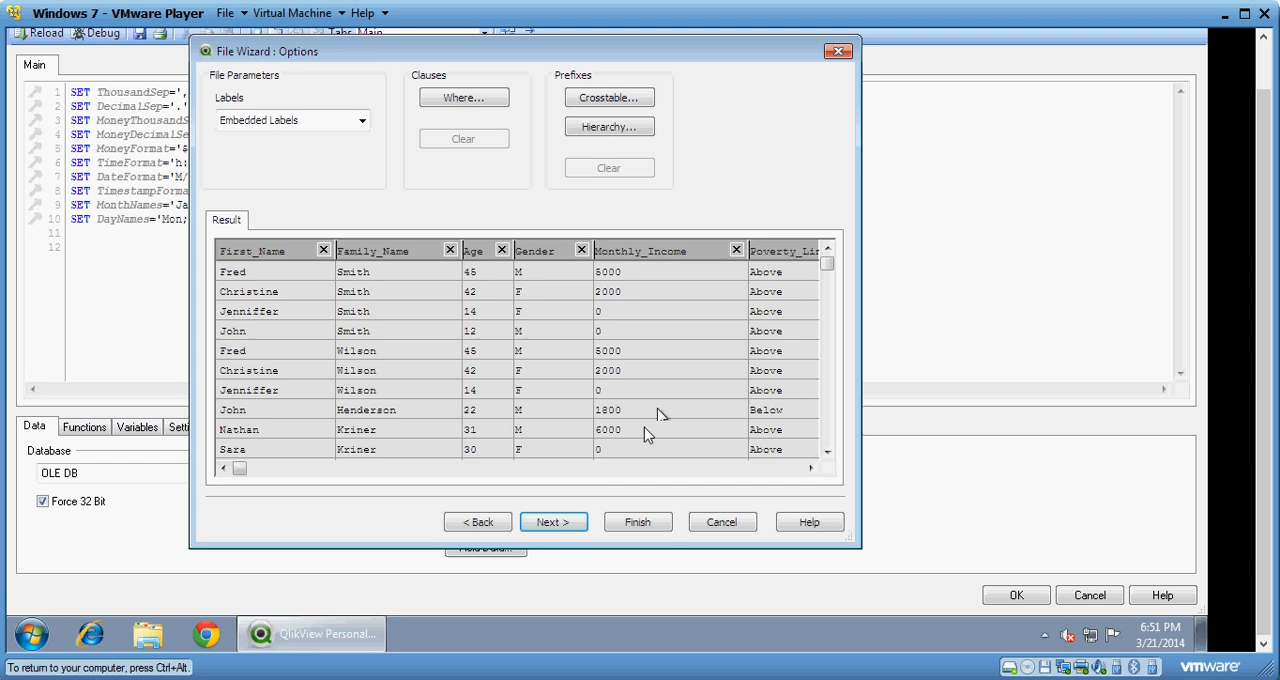 Windows 7 - VMware Player File Virtual Machine Help
Reload Debug Tabs Main
File Wizard : Options
Main
File Parameters Clauses Prefixes
Labels Where... Crosstable...
Embedded Labels Hierarchy...
Clear Clear
1 SET ThousandSep=',
2 SET DecimalSep='.'
3 SET MoneyThousandS
4 SET MoneyDecimalSe
5 SET MoneyFormat='$
6 SET TimeFormat='h:
7 SET DateFormat='M/
8 SET TimestampForma
9 SET MonthNames='Ja
10 SET DayNames='Mon;
11
12
Result
First_Name Family_Name Age Gender Monthly_Income Poverty_Lin
Fred Smith 45 M 5000 Above
Christine Smith 42 F 2000 Above
Jenniffer Smith 14 F 0 Above
John Smith 12 M 0 Above
Fred Wilson 45 M 5000 Above
Christine Wilson 42 F 2000 Above
Jenniffer Wilson 14 F 0 Above
John Henderson 22 M 1800 Below
Nathan Kriner 31 M 6000 Above
Sara Kriner 30 F 0 Above
Data Functions Variables Setti
Database
OLE DB
Force 32 Bit
< Back Next > Finish Cancel Help
OK Cancel Help
QlikView Personal...
6:51 PM
3/21/2014
To return to your computer, press Ctrl+Alt.
vmware